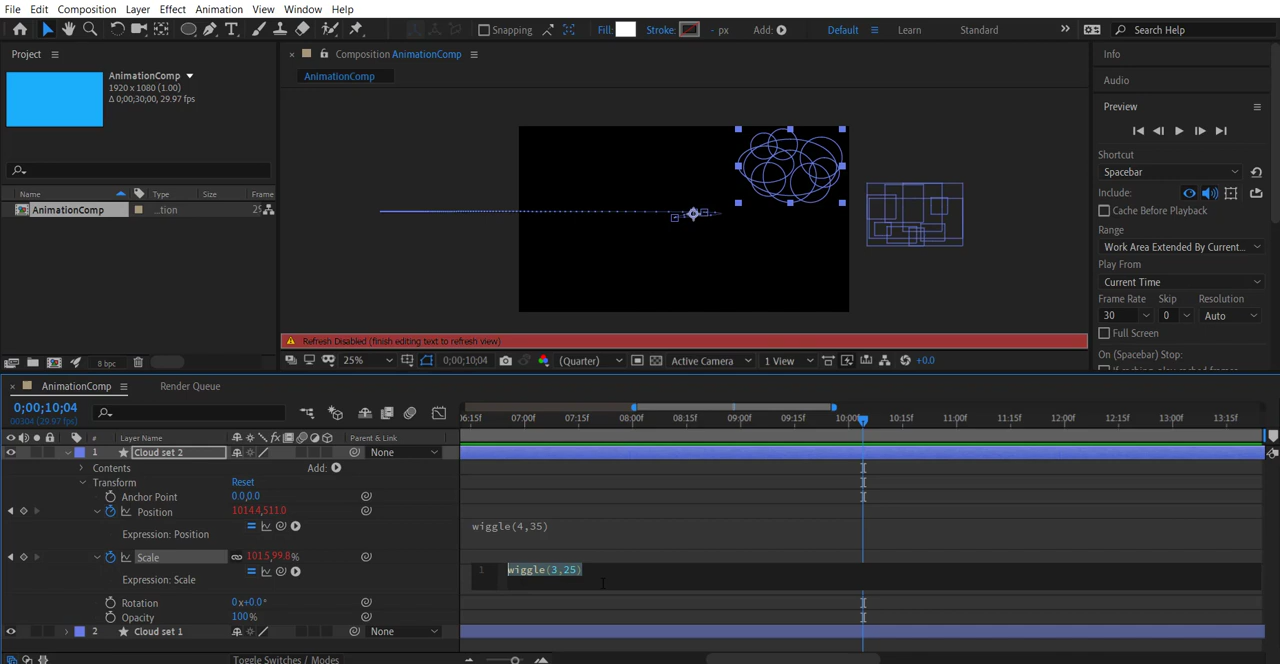 File Edit Composition Layer Effect Animation View Window Help
Snapping Fill: Stroke: - px Add: Default Learn Standard Search Help
Project
AnimationComp
1920 x 1080 (1.00)
Δ 0;00;30;00, 29.97 fps
Name Type Size Frame
AnimationComp ...tion
8 bpc
Composition AnimationComp
AnimationComp
Refresh Disabled (finish editing text to refresh view)
25% 0;00;10;04 (Quarter) Active Camera 1 View +0.0
Info
Audio
Preview
Shortcut
Spacebar
Include:
Cache Before Playback
Range
Work Area Extended By Current...
Play From
Current Time
Frame Rate Skip Resolution
30 0 Auto
Full Screen
On (Spacebar) Stop:
AnimationComp Render Queue
0;00;10;04
00304 (29.97 fps)
06:15f 07:00f 07:15f 08:00f 08:15f 09:00f 09:15f 10:00f 10:15f 11:00f 11:15f 12:00f 12:15f 13:00f 13:15f
# Layer Name Parent & Link
1 Cloud set 2 None
Contents Add:
Transform Reset
Anchor Point 0.0,0.0
Position 1014.4,511.0
Expression: Position wiggle(4,35)
Scale 101.5,99.8%
Expression: Scale 1 wiggle(3,25)
Rotation 0x+0.0°
Opacity 100%
2 Cloud set 1 None
Toggle Switches / Modes